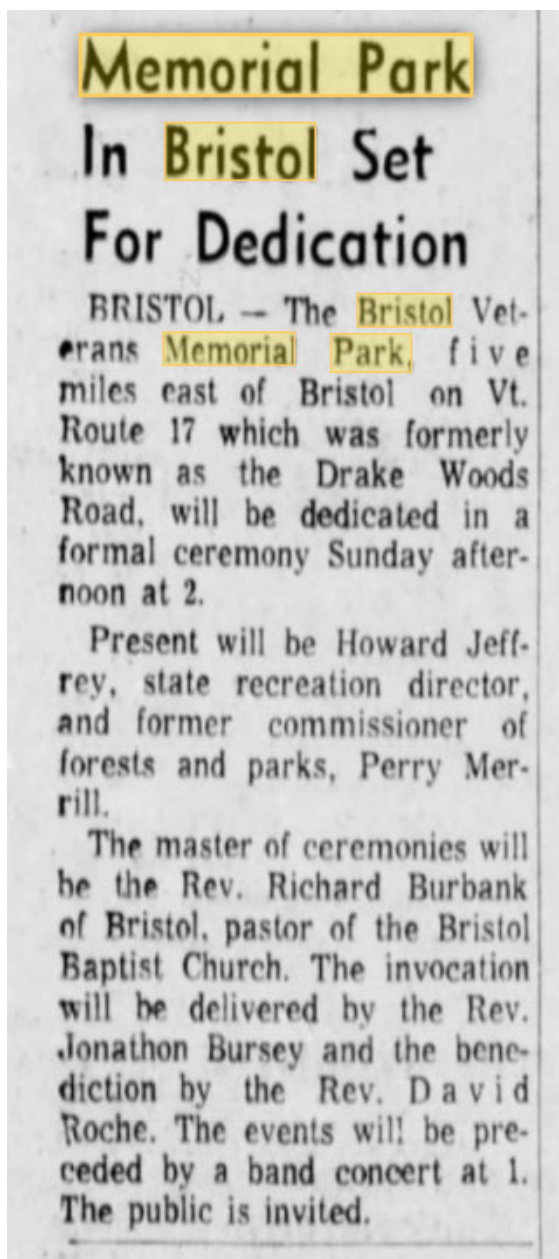 Memorial Park
In Bristol Set
For Dedication
BRISTOL — The Bristol Vet-
erans Memorial Park, five
miles east of Bristol on Vt.
Route 17 which was formerly
known as the Drake Woods
Road, will be dedicated in a
formal ceremony Sunday after-
noon at 2.
Present will be Howard Jeff-
rey, state recreation director,
and former commissioner of
forests and parks, Perry Mer-
rill.
The master of ceremonies will
be the Rev. Richard Burbank
of Bristol, pastor of the Bristol
Baptist Church. The invocation
will be delivered by the Rev.
Jonathon Bursey and the bene-
diction by the Rev. David
Roche. The events will be pre-
ceded by a band concert at 1.
The public is invited.